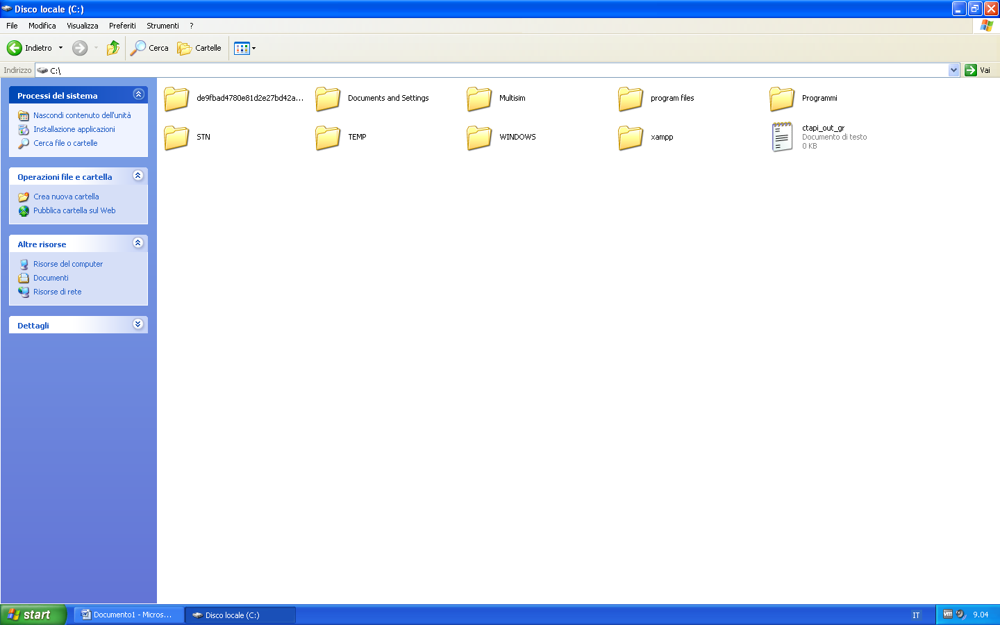 Disco locale (C:)
File Modifica Visualizza Preferiti Strumenti ?
Indietro Cerca Cartelle
Indirizzo C:\ Vai
Processi del sistema
Nascondi contenuto dell'unità
Installazione applicazioni
Cerca file o cartelle
Operazioni file e cartella
Crea nuova cartella
Pubblica cartella sul Web
Altre risorse
Risorse del computer
Documenti
Risorse di rete
Dettagli
de9fbad4780e81d2e27bd42a... Documents and Settings Multisim program files Programmi
STN TEMP WINDOWS xampp ctapi_out_gr
Documento di testo
0 KB
start Documento1 - Micros... Disco locale (C:) IT vm 9.04